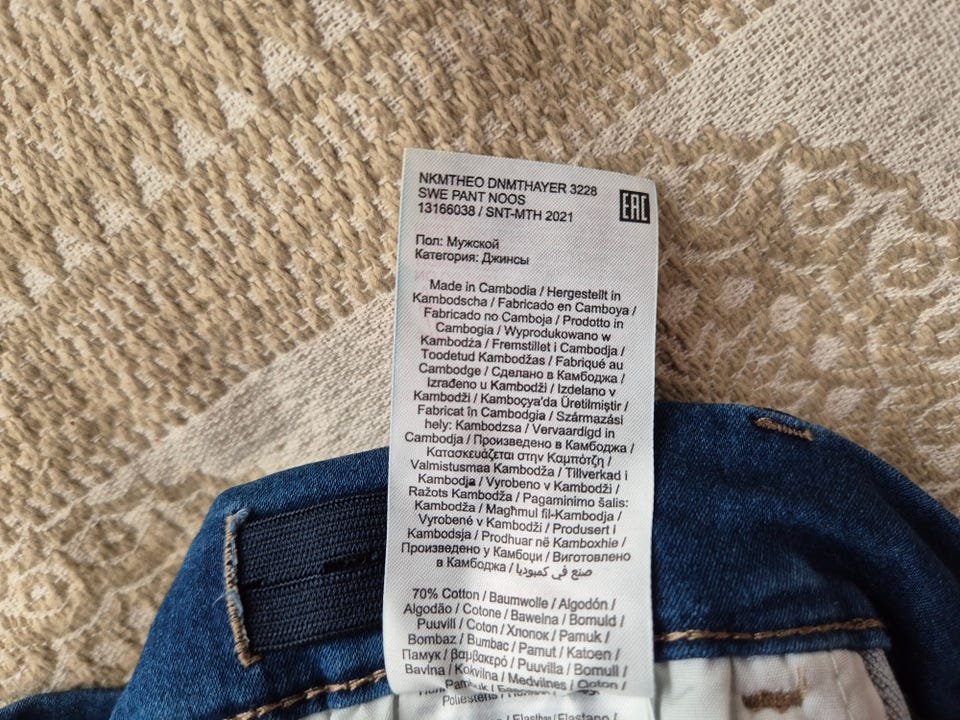 NKMTHEO DNMTHAYER 3228
SWE PANT NOOS
13166038 / SNT-MTH 2021
EAC
Пол: Мужской
Категория: Джинсы
Made in Cambodia / Hergestellt in
Kambodscha / Fabricado en Camboya /
Fabricado no Camboja / Prodotto in
Cambogia / Wyprodukowano w
Kambodża / Fremstillet i Cambodja /
Toodetud Kambodžas / Fabriqué au
Cambodge / Сделано в Камбоджа /
Izrađeno u Kambodži / Izdelano v
Kambodži / Kamboçya'da Üretilmiştir /
Fabricat în Cambodgia / Származási
hely: Kambodzsa / Vervaardigd in
Cambodja / Произведено в Камбоджа /
Κατασκευάζεται στην Καμπότζη /
Valmistusmaa Kambodža / Tillverkad i
Kambodja / Vyrobeno v Kambodži /
Ražots Kambodža / Pagaminimo šalis:
Kambodža / Magħmul fil-Kambodja /
Vyrobené v Kambodži / Produsert i
Kambodsja / Prodhuar në Kamboxhie /
Произведено у Камбоџи / Виготовлено
в Камбоджа / صنع في كمبوديا
70% Cotton / Baumwolle / Algodón /
Algodão / Cotone / Bawełna / Bomuld /
Puuvill / Coton / Хлопок / Pamuk /
Bombaz / Bumbac / Pamut / Katoen /
Памук / βαμβακερό / Puuvilla / Bomull /
Bavlna / Kokvilna / Medvilnes / Qoton /
Poliestere
Elastano /